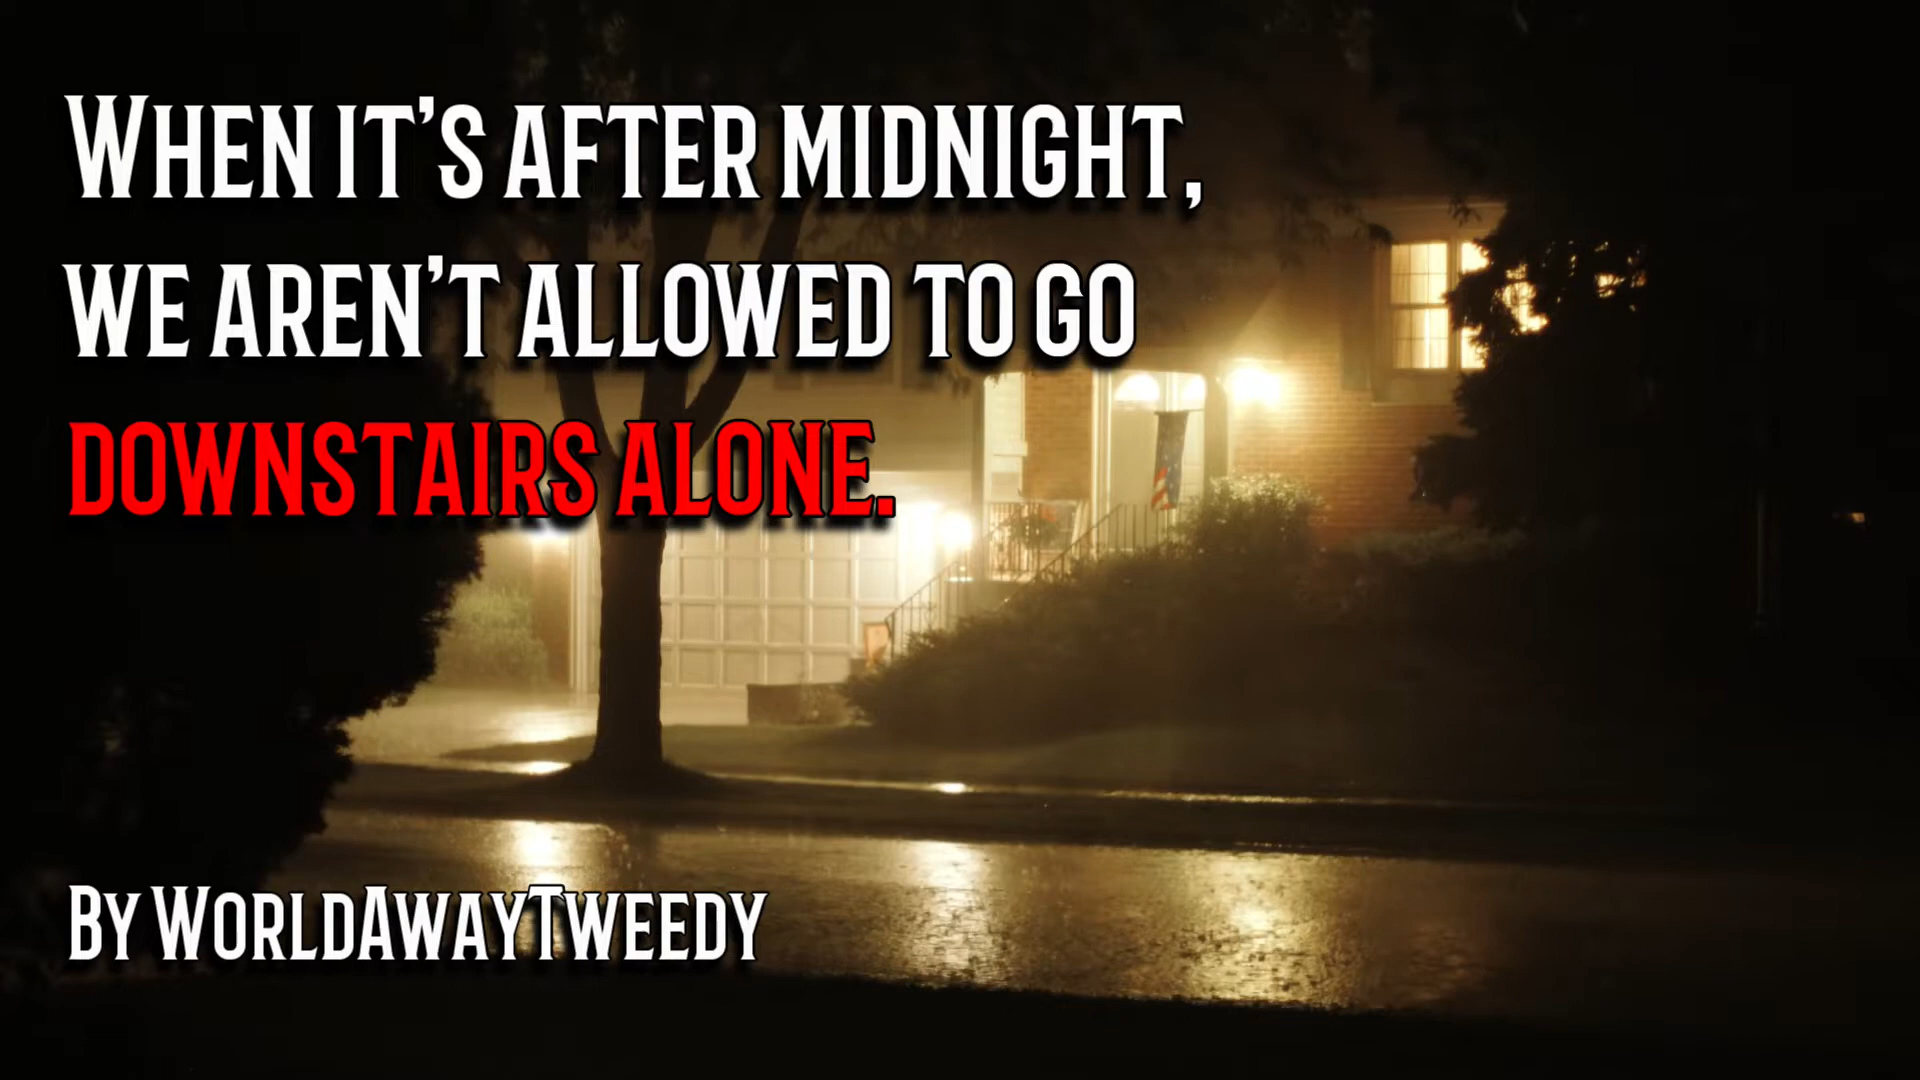 When it's after midnight,
we aren't allowed to go
downstairs alone.
By WorldAwayTweedy